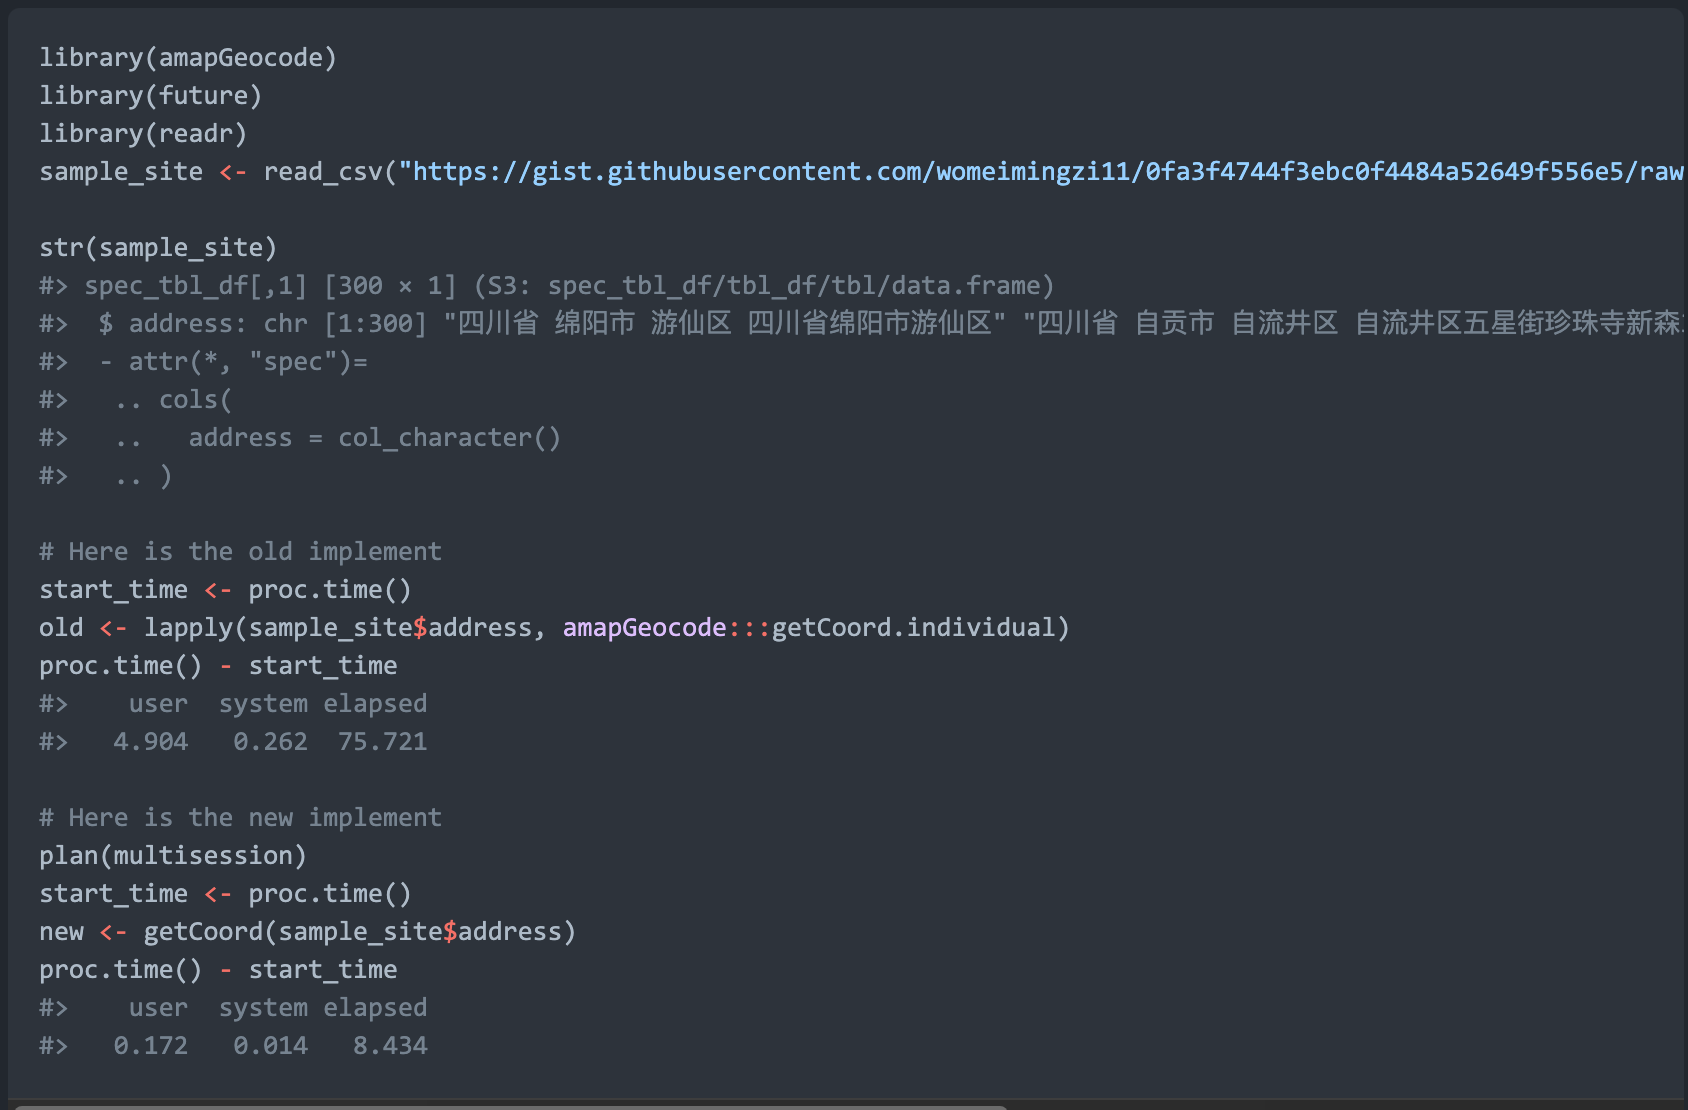 library(amapGeocode)
library(future)
library(readr)
sample_site <- read_csv("https://gist.githubusercontent.com/womeimingzi11/0fa3f4744f3ebc0f4484a52649f556e5/raw
str(sample_site)
#> spec_tbl_df[,1] [300 × 1] (S3: spec_tbl_df/tbl_df/tbl/data.frame)
#>  $ address: chr [1:300] "四川省 绵阳市 游仙区 四川省绵阳市游仙区" "四川省 自贡市 自流井区 自流井区五星街珍珠寺新森
#>  - attr(*, "spec")=
#>   .. cols(
#>   ..   address = col_character()
#>   .. )
# Here is the old implement
start_time <- proc.time()
old <- lapply(sample_site$address, amapGeocode:::getCoord.individual)
proc.time() - start_time
#>    user  system elapsed
#>   4.904   0.262  75.721
# Here is the new implement
plan(multisession)
start_time <- proc.time()
new <- getCoord(sample_site$address)
proc.time() - start_time
#>    user  system elapsed
#>   0.172   0.014   8.434